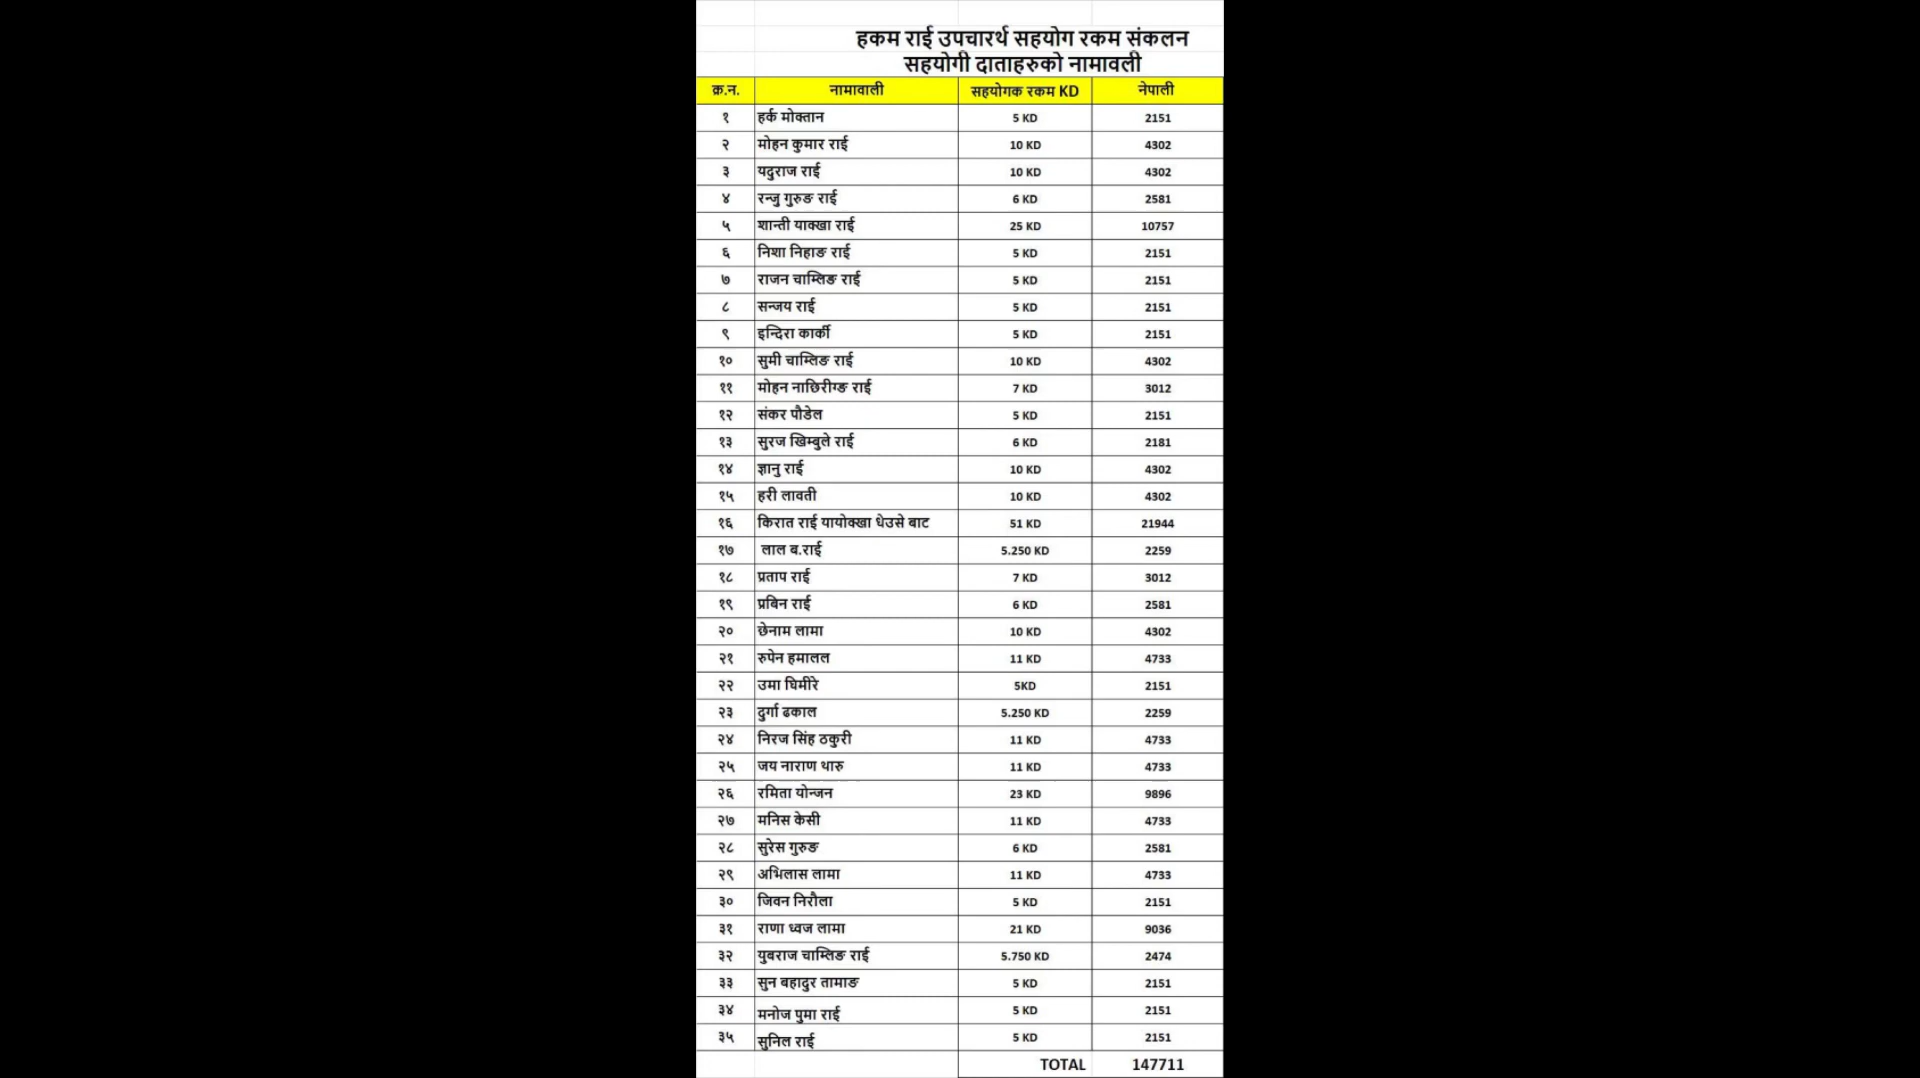 हकम राई उपचारर्थ सहयोग रकम संकलन
सहयोगी दाताहरुको नामावली
क्र.न. नामावाली सहयोगक रकम KD नेपाली
१ हर्क मोक्तान 5 KD 2151
२ मोहन कुमार राई 10 KD 4302
३ यदुराज राई 10 KD 4302
४ रन्जु गुरुङ राई 6 KD 2581
५ शान्ती याक्खा राई 25 KD 10757
६ निशा निहाङ राई 5 KD 2151
७ राजन चाम्लिङ राई 5 KD 2151
८ सन्जय राई 5 KD 2151
९ इन्दिरा कार्की 5 KD 2151
१० सुमी चाम्लिङ राई 10 KD 4302
११ मोहन नाछिरीग्ङ राई 7 KD 3012
१२ संकर पौडेल 5 KD 2151
१३ सुरज खिम्बुले राई 6 KD 2181
१४ ज्ञानु राई 10 KD 4302
१५ हरी लावती 10 KD 4302
१६ किरात राई यायोक्खा धेउसे बाट 51 KD 21944
१७ लाल ब.राई 5.250 KD 2259
१८ प्रताप राई 7 KD 3012
१९ प्रबिन राई 6 KD 2581
२० छेनाम लामा 10 KD 4302
२१ रुपेन हमालल 11 KD 4733
२२ उमा घिमीरे 5KD 2151
२३ दुर्गा ढकाल 5.250 KD 2259
२४ निरज सिंह ठकुरी 11 KD 4733
२५ जय नाराण थारु 11 KD 4733
२६ रमिता योन्जन 23 KD 9896
२७ मनिस केसी 11 KD 4733
२८ सुरेस गुरुङ 6 KD 2581
२९ अभिलास लामा 11 KD 4733
३० जिवन निरौला 5 KD 2151
३१ राणा ध्वज लामा 21 KD 9036
३२ युबराज चाम्लिङ राई 5.750 KD 2474
३३ सुन बहादुर तामाङ 5 KD 2151
३४ मनोज पुमा राई 5 KD 2151
३५ सुनिल राई 5 KD 2151
TOTAL 147711